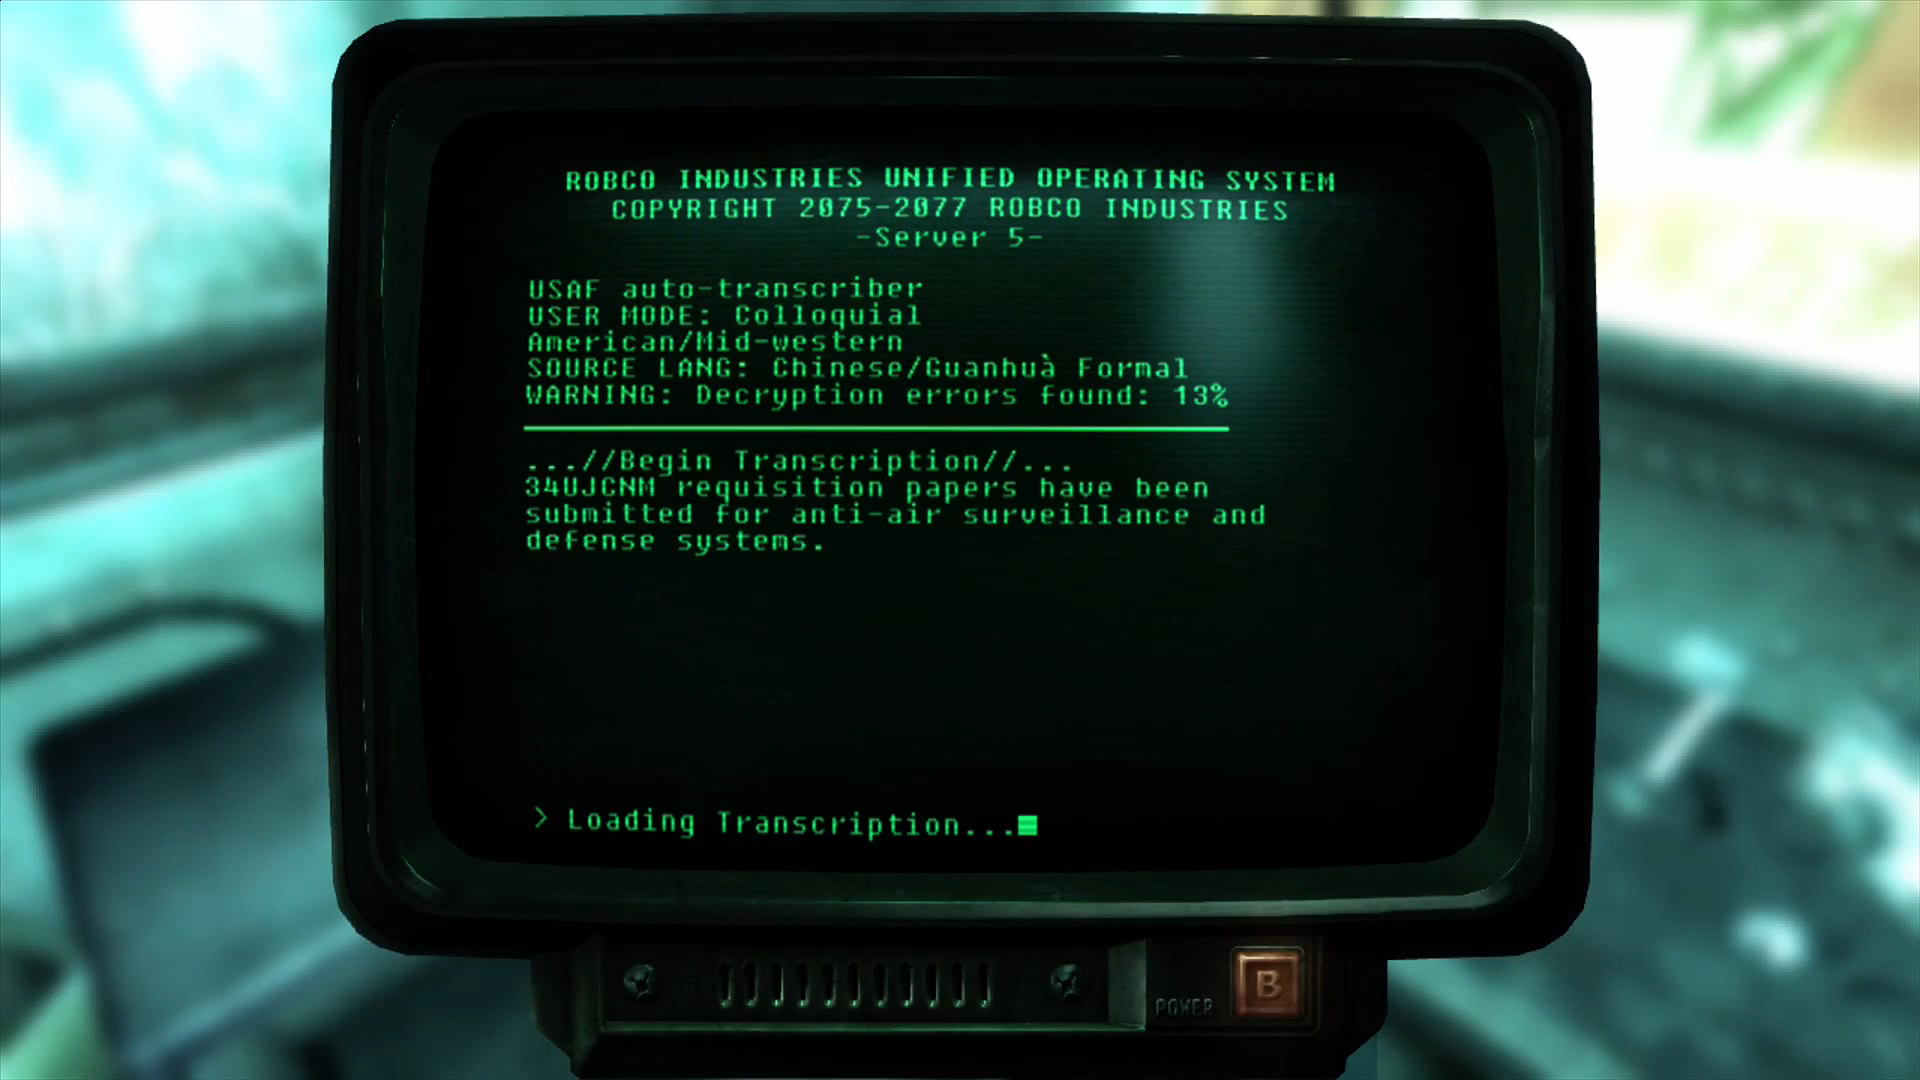 ROBCO INDUSTRIES UNIFIED OPERATING SYSTEM
COPYRIGHT 2075-2077 ROBCO INDUSTRIES
-Server 5-
USAF auto-transcriber
USER MODE: Colloquial
American/Mid-western
SOURCE LANG: Chinese/Guanhuà Formal
WARNING: Decryption errors found: 13%
...//Begin Transcription//...
34UJCNM requisition papers have been
submitted for anti-air surveillance and
defense systems.
> Loading Transcription...
POWER
B